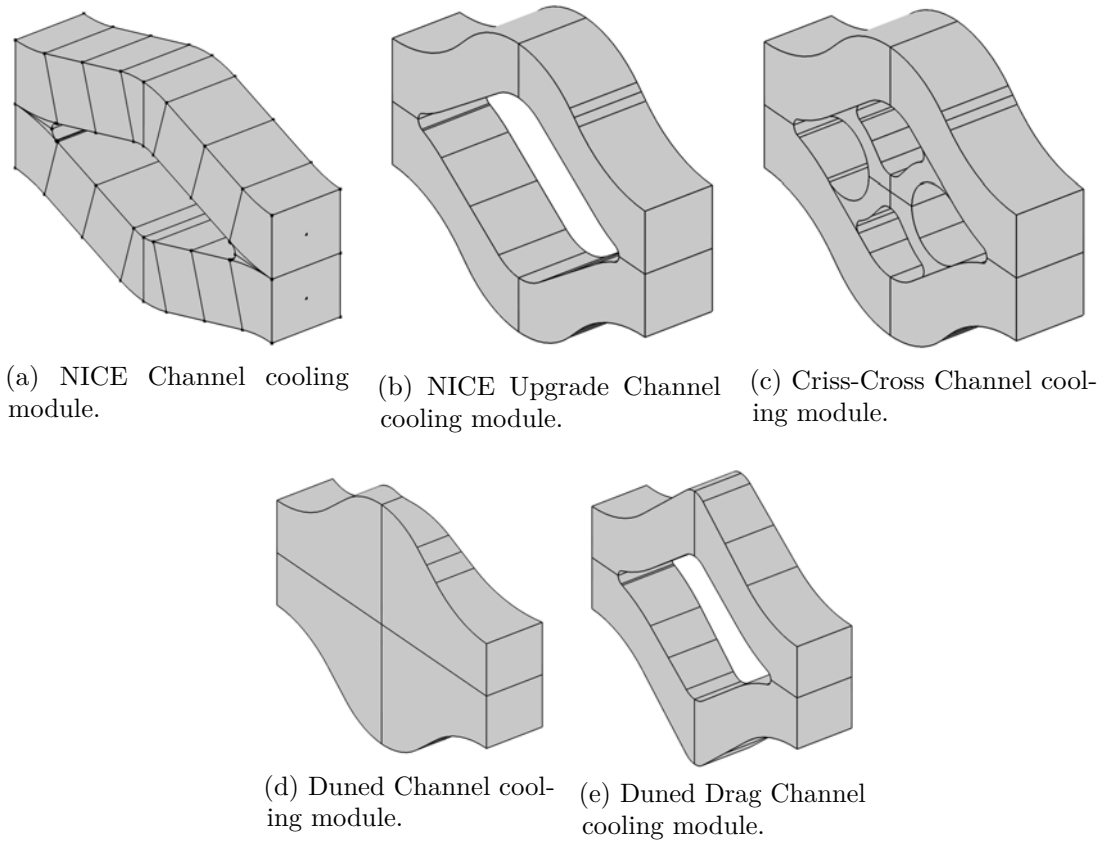 (a) NICE Channel cooling
module.
(b) NICE Upgrade Channel
cooling module.
(c) Criss-Cross Channel cool-
ing module.
(d) Duned Channel cool-
ing module.
(e) Duned Drag Channel
cooling module.